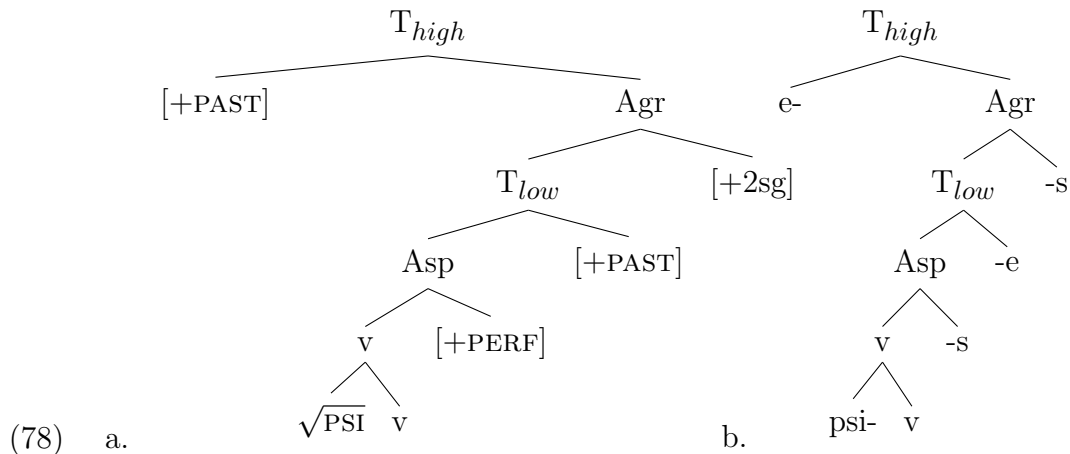 T_high T_high
[+PAST] Agr e- Agr
T_low [+2sg] T_low -s
Asp [+PAST] Asp -e
v [+PERF] v -s
√PSI v psi- v
(78) a. b.